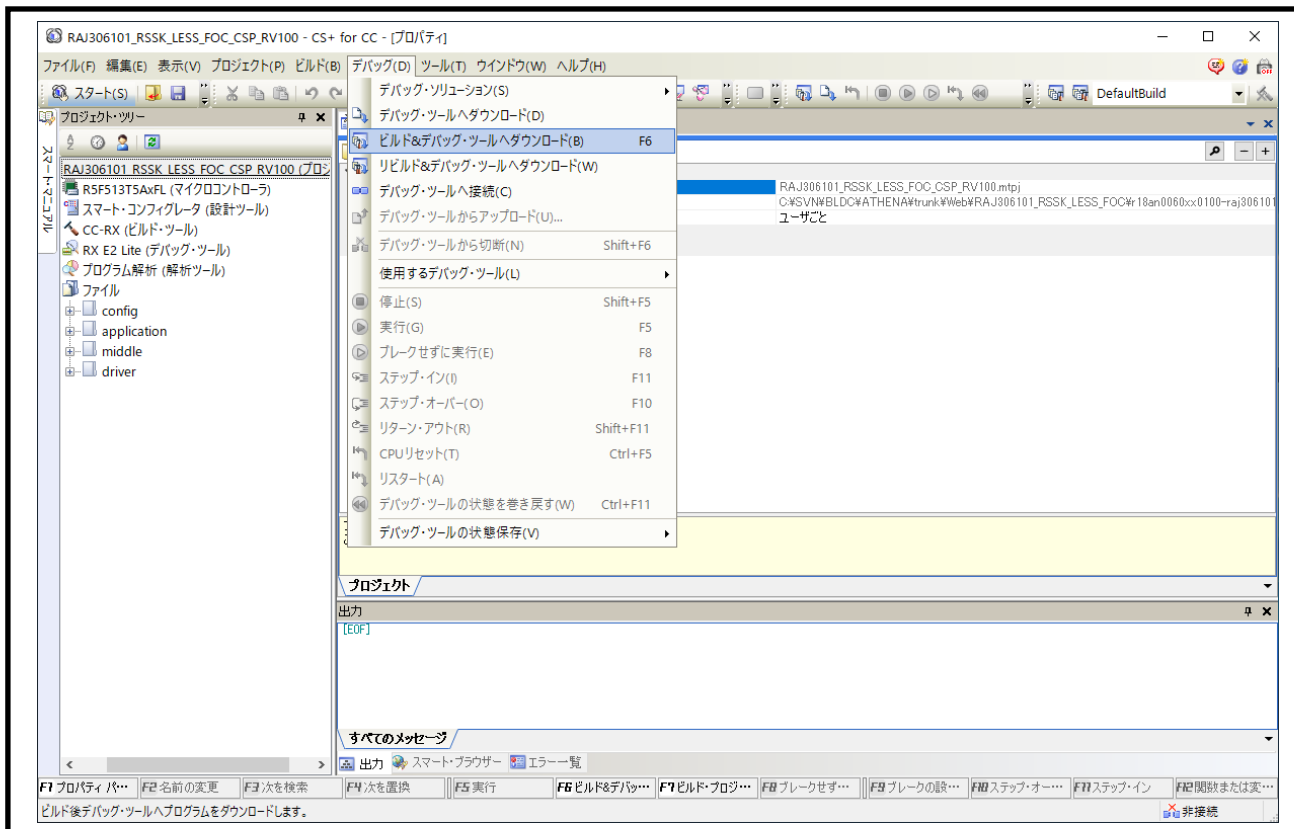 RAJ306101_RSSK_LESS_FOC_CSP_RV100 - CS+ for CC - [プロパティ]
ファイル(F) 編集(E) 表示(V) プロジェクト(P) ビルド(B) デバッグ(D) ツール(T) ウインドウ(W) ヘルプ(H)
スタート(S)
DefaultBuild
プロジェクト・ツリー
スマート・マニュアル
RAJ306101_RSSK_LESS_FOC_CSP_RV100 (プロジ
R5F513T5AxFL (マイクロコントローラ)
スマート・コンフィグレータ (設計ツール)
CC-RX (ビルド・ツール)
RX E2 Lite (デバッグ・ツール)
プログラム解析 (解析ツール)
ファイル
config
application
middle
driver
デバッグ・ソリューション(S)
デバッグ・ツールへダウンロード(D)
ビルド&デバッグ・ツールへダウンロード(B) F6
リビルド&デバッグ・ツールへダウンロード(W)
デバッグ・ツールへ接続(C)
デバッグ・ツールからアップロード(U)...
デバッグ・ツールから切断(N) Shift+F6
使用するデバッグ・ツール(L)
停止(S) Shift+F5
実行(G) F5
ブレークせずに実行(E) F8
ステップ・イン(I) F11
ステップ・オーバー(O) F10
リターン・アウト(R) Shift+F11
CPUリセット(T) Ctrl+F5
リスタート(A)
デバッグ・ツールの状態を巻き戻す(W) Ctrl+F11
デバッグ・ツールの状態保存(V)
RAJ306101_RSSK_LESS_FOC_CSP_RV100.mtpj
C:¥SVN¥BLDC¥ATHENA¥trunk¥Web¥RAJ306101_RSSK_LESS_FOC¥r18an0060xx0100-raj306101
ユーザごと
プロジェクト
出力
[EOF]
すべてのメッセージ
出力 スマート・ブラウザー エラー一覧
F1 プロパティ パ… F2 名前の変更 F3 次を検索 F4 次を置換 F5 実行 F6 ビルド&デバッ… F7 ビルド・プロジ… F8 ブレークせず… F9 ブレークの設… F10 ステップ・オー… F11 ステップ・イン F12 関数または変…
ビルド後デバッグ・ツールへプログラムをダウンロードします。
非接続